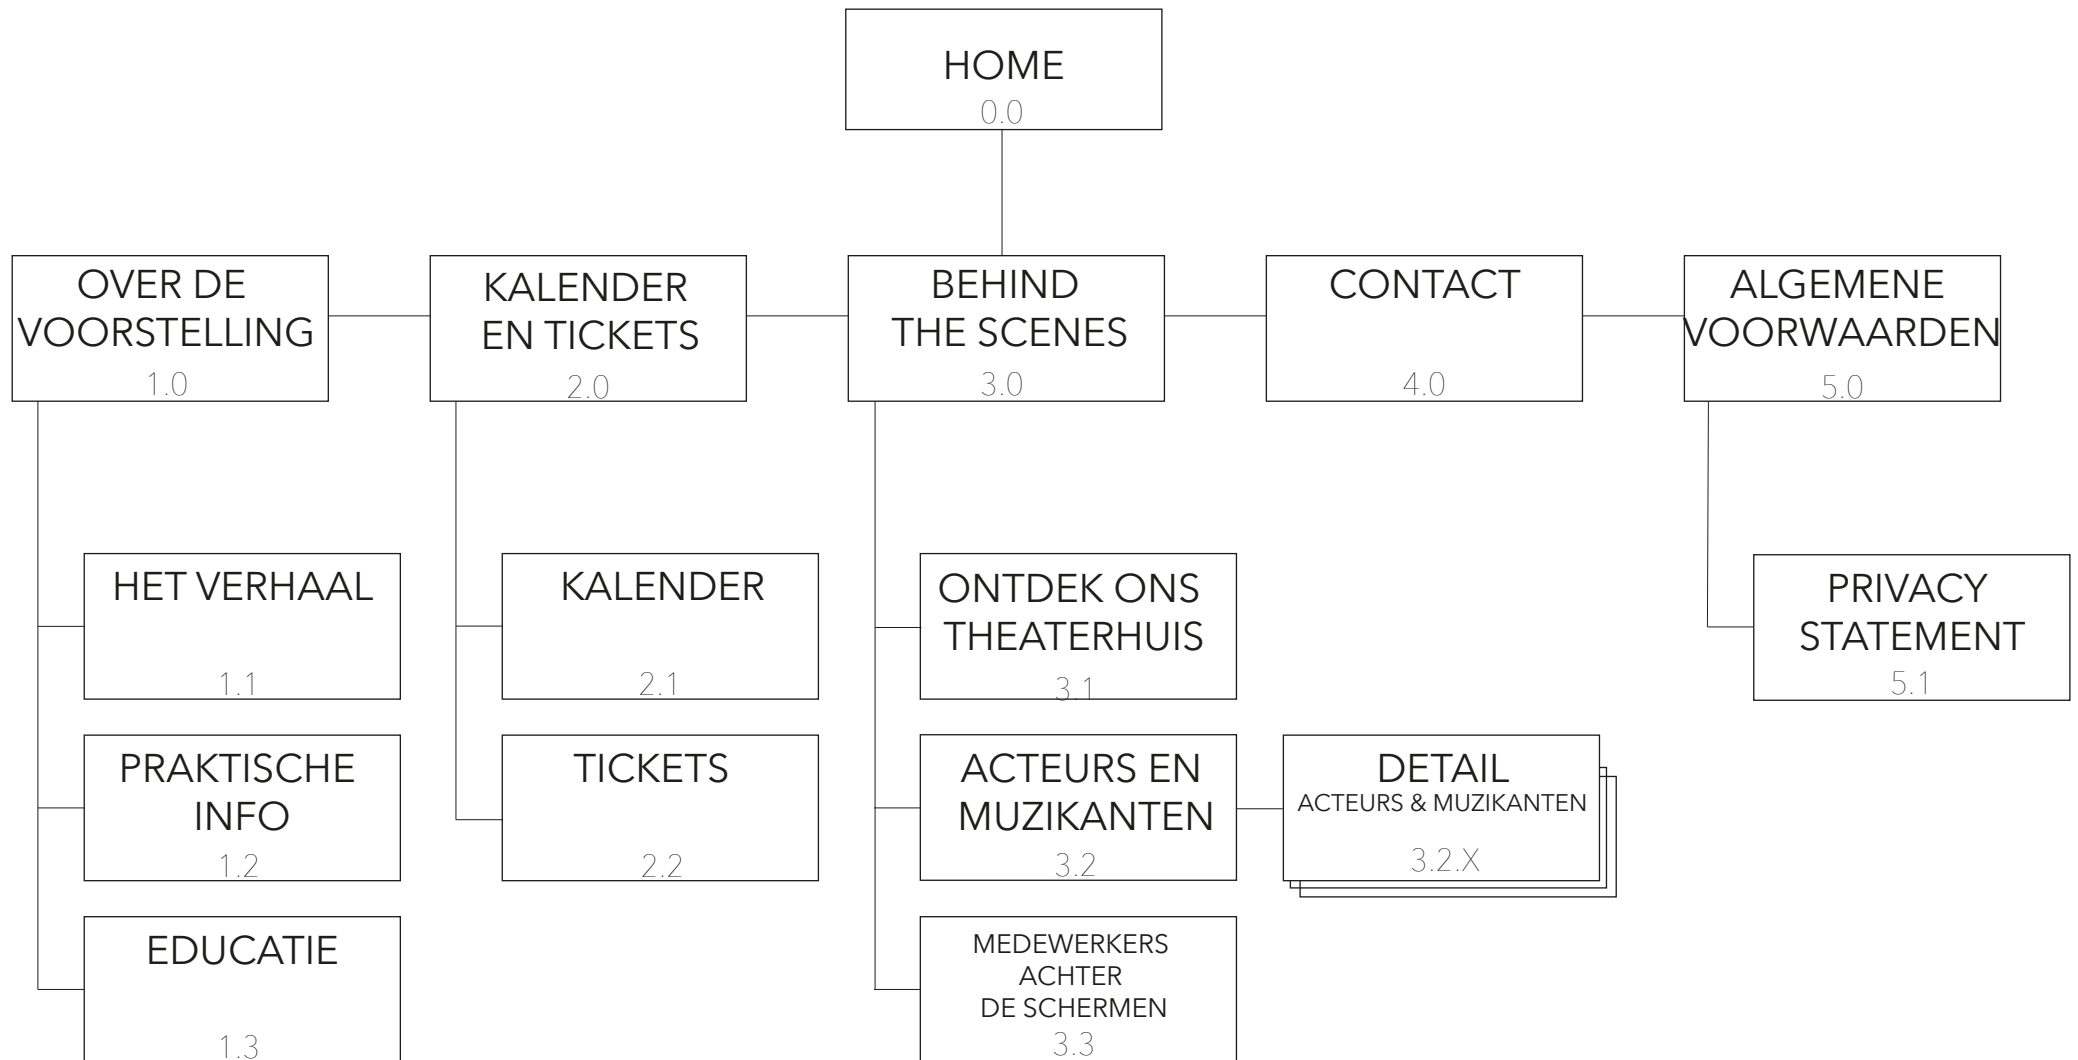 HOME
0.0
OVER DE
VOORSTELLING
1.0
KALENDER
EN TICKETS
2.0
BEHIND
THE SCENES
3.0
CONTACT
4.0
ALGEMENE
VOORWAARDEN
5.0
HET VERHAAL
1.1
KALENDER
2.1
ONTDEK ONS
THEATERHUIS
3.1
PRIVACY
STATEMENT
5.1
PRAKTISCHE
INFO
1.2
TICKETS
2.2
ACTEURS EN
MUZIKANTEN
3.2
DETAIL
ACTEURS & MUZIKANTEN
3.2.X
EDUCATIE
1.3
MEDEWERKERS
ACHTER
DE SCHERMEN
3.3